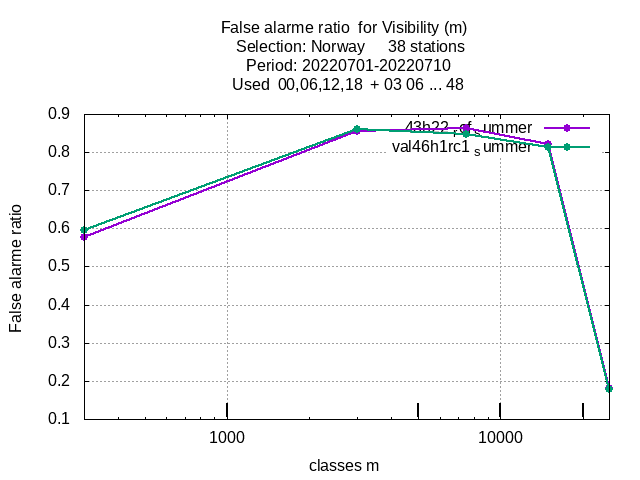 False alarme ratio for Visibility (m)
Selection: Norway 38 stations
Period: 20220701-20220710
Used 00,06,12,18 + 03 06 ... 48
0.9
0.8
0.7
0.6
0.5
0.4
0.3
0.2
0.1
False alarme ratio
43h22_ref_summer
val46h1rc1_summer
1000
10000
classes m